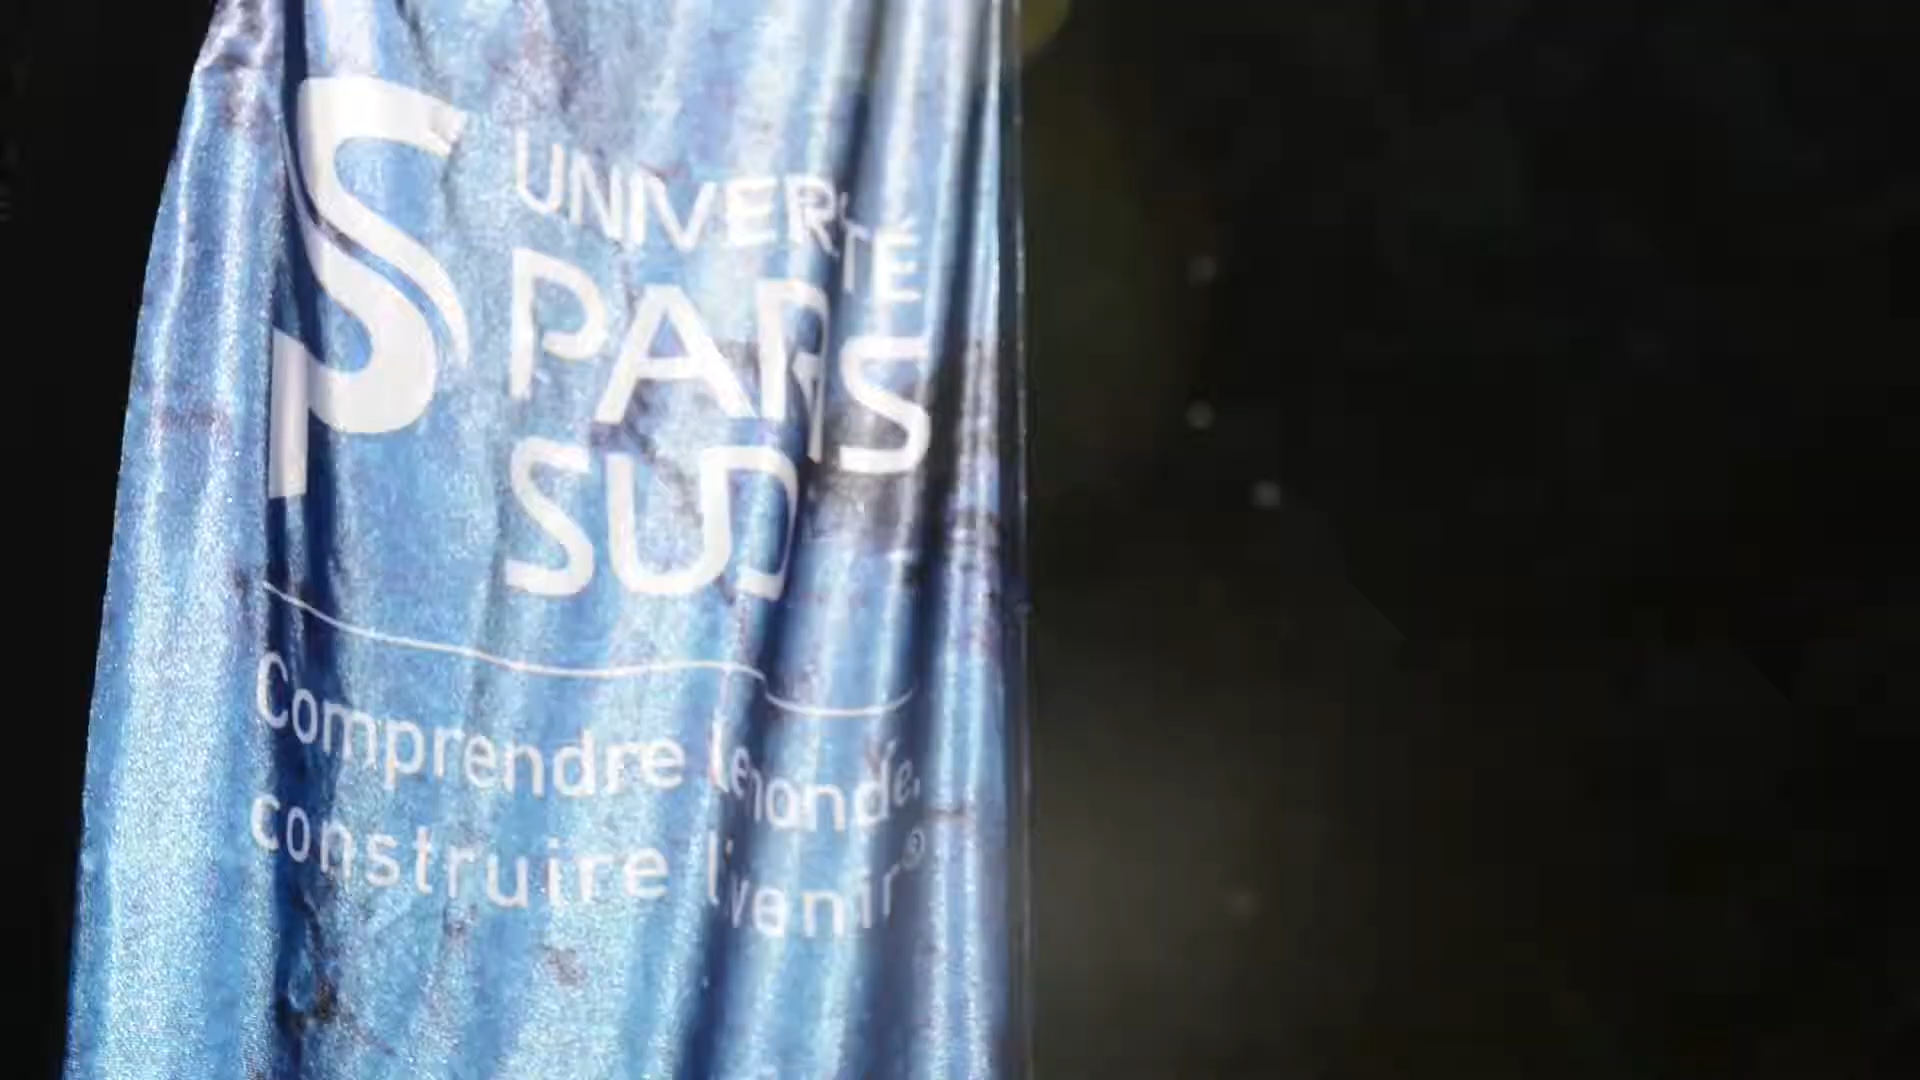 UNIVERSITÉ
PARIS
SUD
Comprendre le monde,
construire l'avenir®